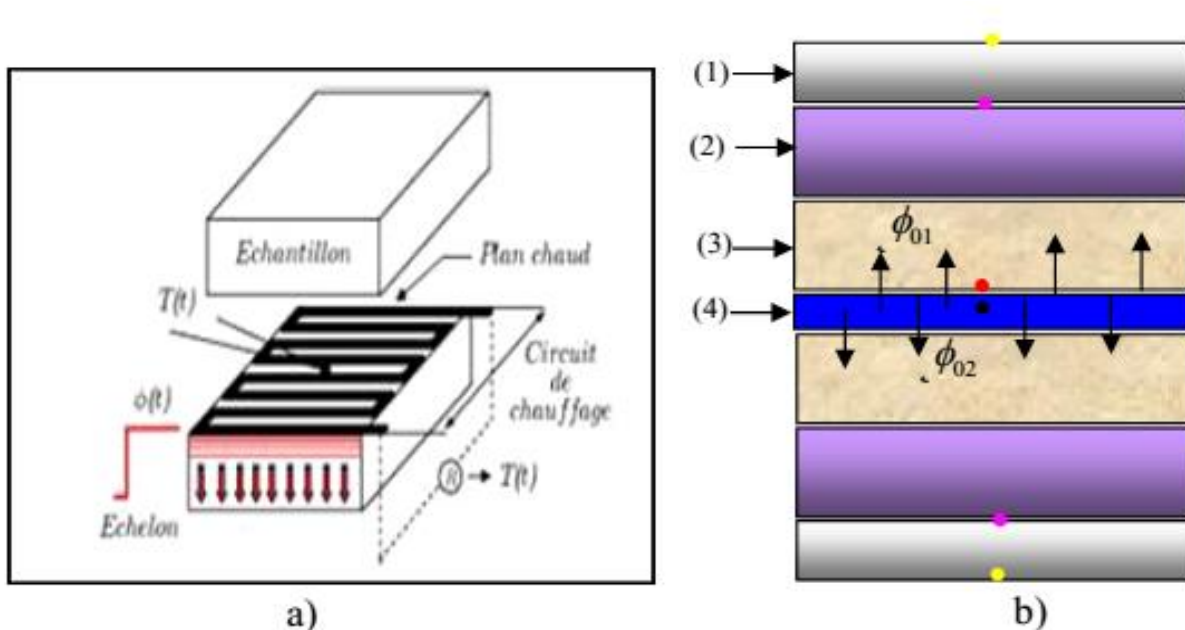 Echantillon
Plan chaud
T(t)
Circuit
de
chauffage
ϕ(t)
R → T(t)
Echelon
a)
(1)
(2)
(3)
ϕ01
(4)
ϕ02
b)